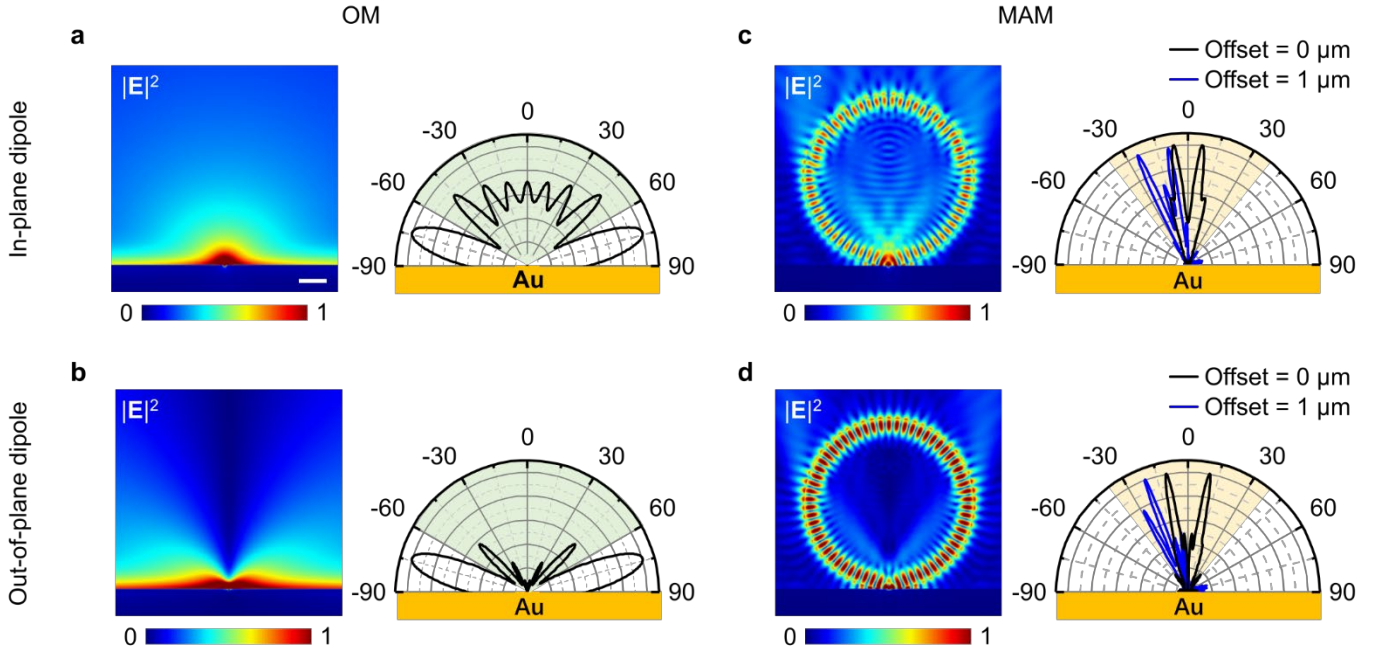 OM
MAM
a
c
Offset = 0 µm
Offset = 1 µm
In-plane dipole
|E|²
0
-30
30
-60
60
-90
90
Au
0
1
|E|²
0
-30
30
-60
60
-90
90
Au
0
1
b
d
Offset = 0 µm
Offset = 1 µm
Out-of-plane dipole
|E|²
0
-30
30
-60
60
-90
90
Au
0
1
|E|²
0
-30
30
-60
60
-90
90
Au
0
1